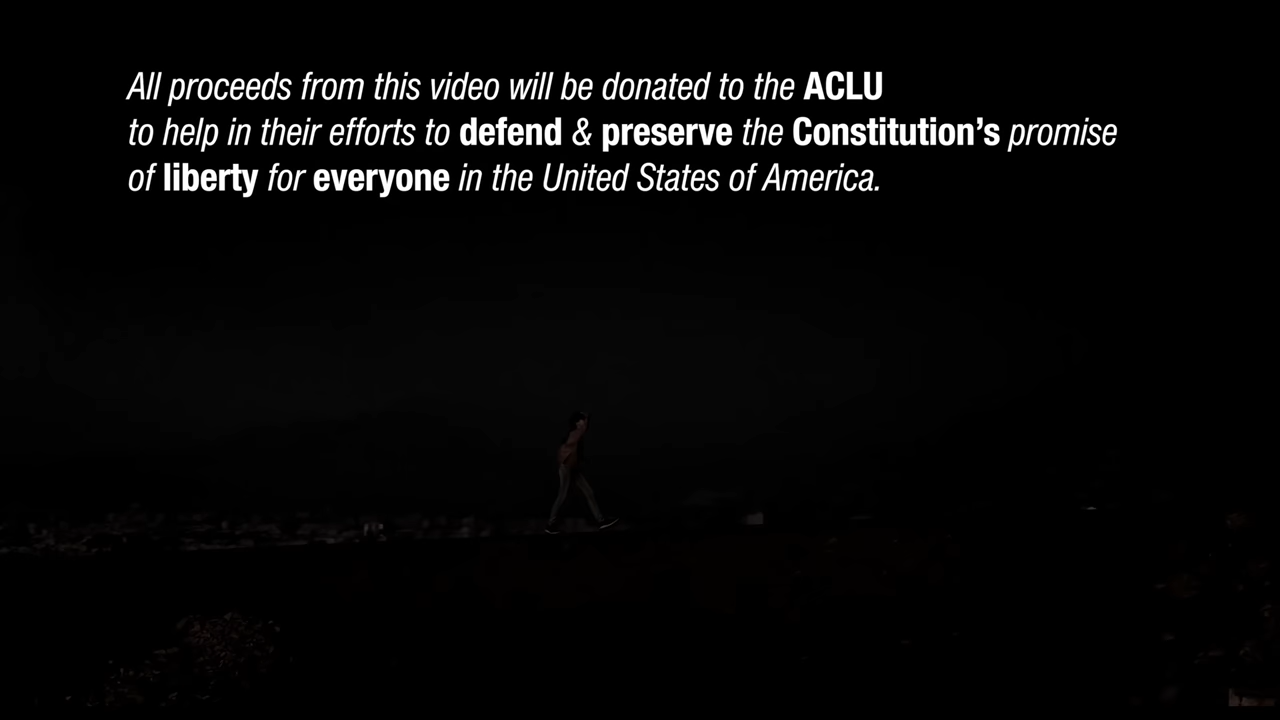 All proceeds from this video will be donated to the ACLU
to help in their efforts to defend & preserve the Constitution’s promise
of liberty for everyone in the United States of America.